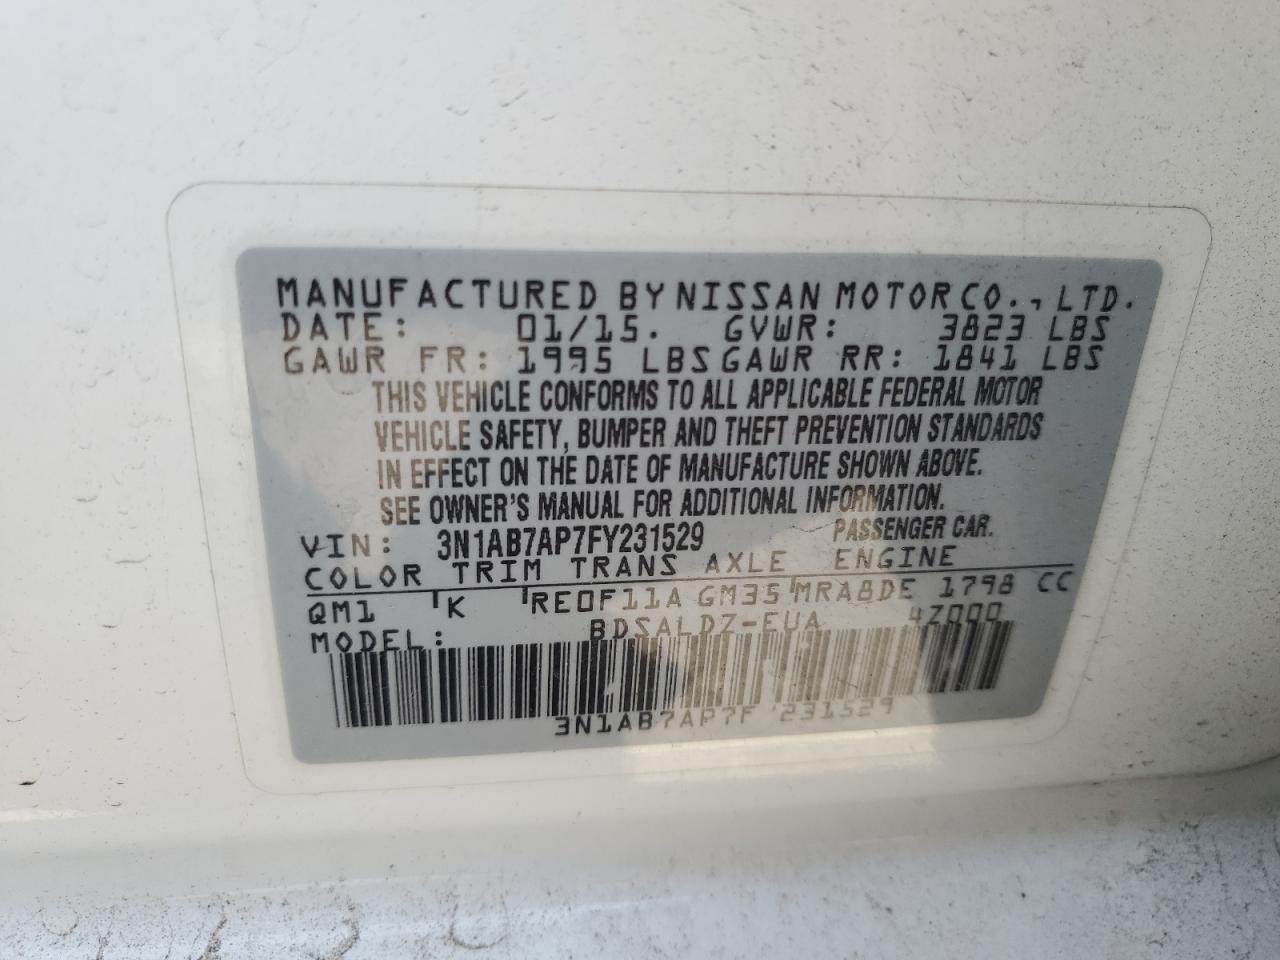 MANUFACTURED BY NISSAN MOTOR CO., LTD.
DATE: 01/15. GVWR: 3823 LBS
GAWR FR: 1995 LBS GAWR RR: 1841 LBS
THIS VEHICLE CONFORMS TO ALL APPLICABLE FEDERAL MOTOR
VEHICLE SAFETY, BUMPER AND THEFT PREVENTION STANDARDS
IN EFFECT ON THE DATE OF MANUFACTURE SHOWN ABOVE.
SEE OWNER'S MANUAL FOR ADDITIONAL INFORMATION.
VIN: 3N1AB7AP7FY231529 PASSENGER CAR.
COLOR TRIM TRANS AXLE ENGINE
QM1 K RE0F11A GM35 MRA8DE 1798 CC
MODEL: BDSALDZ-EUA 4Z000
3N1AB7AP7F 231529